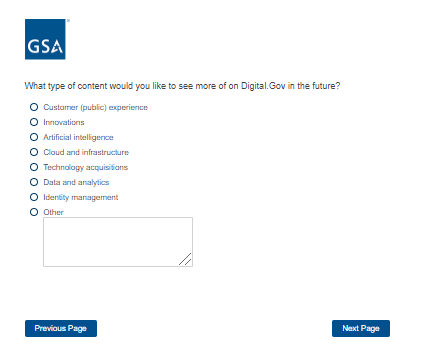 GSA
What type of content would you like to see more of on Digital.Gov in the future?
Customer (public) experience
Innovations
Artificial intelligence
Cloud and infrastructure
Technology acquisitions
Data and analytics
Identity management
Other
Previous Page
Next Page